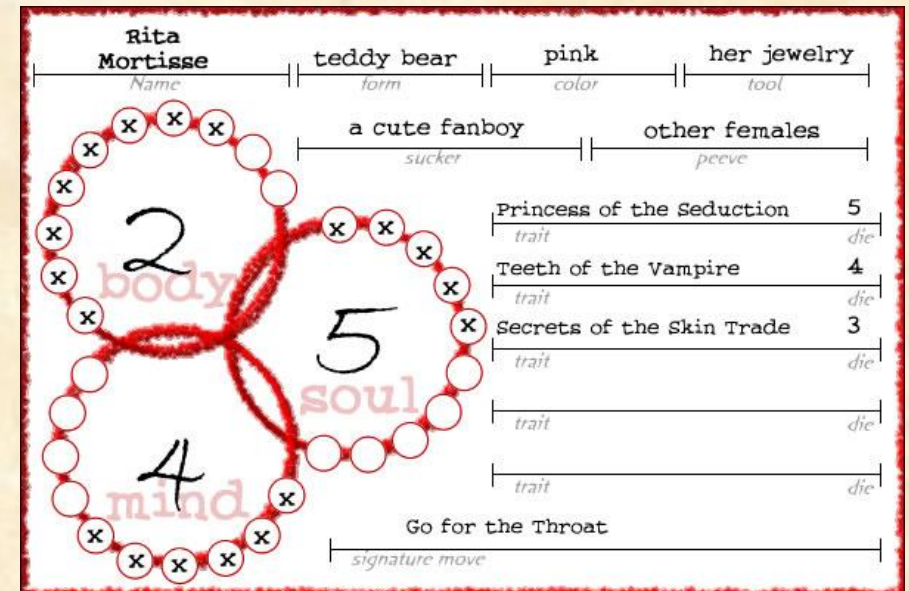 Rita
Mortisse
teddy bear
pink
her jewelry
Name
form
color
tool
a cute fanboy
other females
sucker
peeve
x x x x x x x x
2
body
Princess of the Seduction 5
trait die
Teeth of the Vampire 4
trait die
Secrets of the Skin Trade 3
trait die
x x x x x
5
soul
trait die
trait die
4
mind
x x x x x
Go for the Throat
signature move